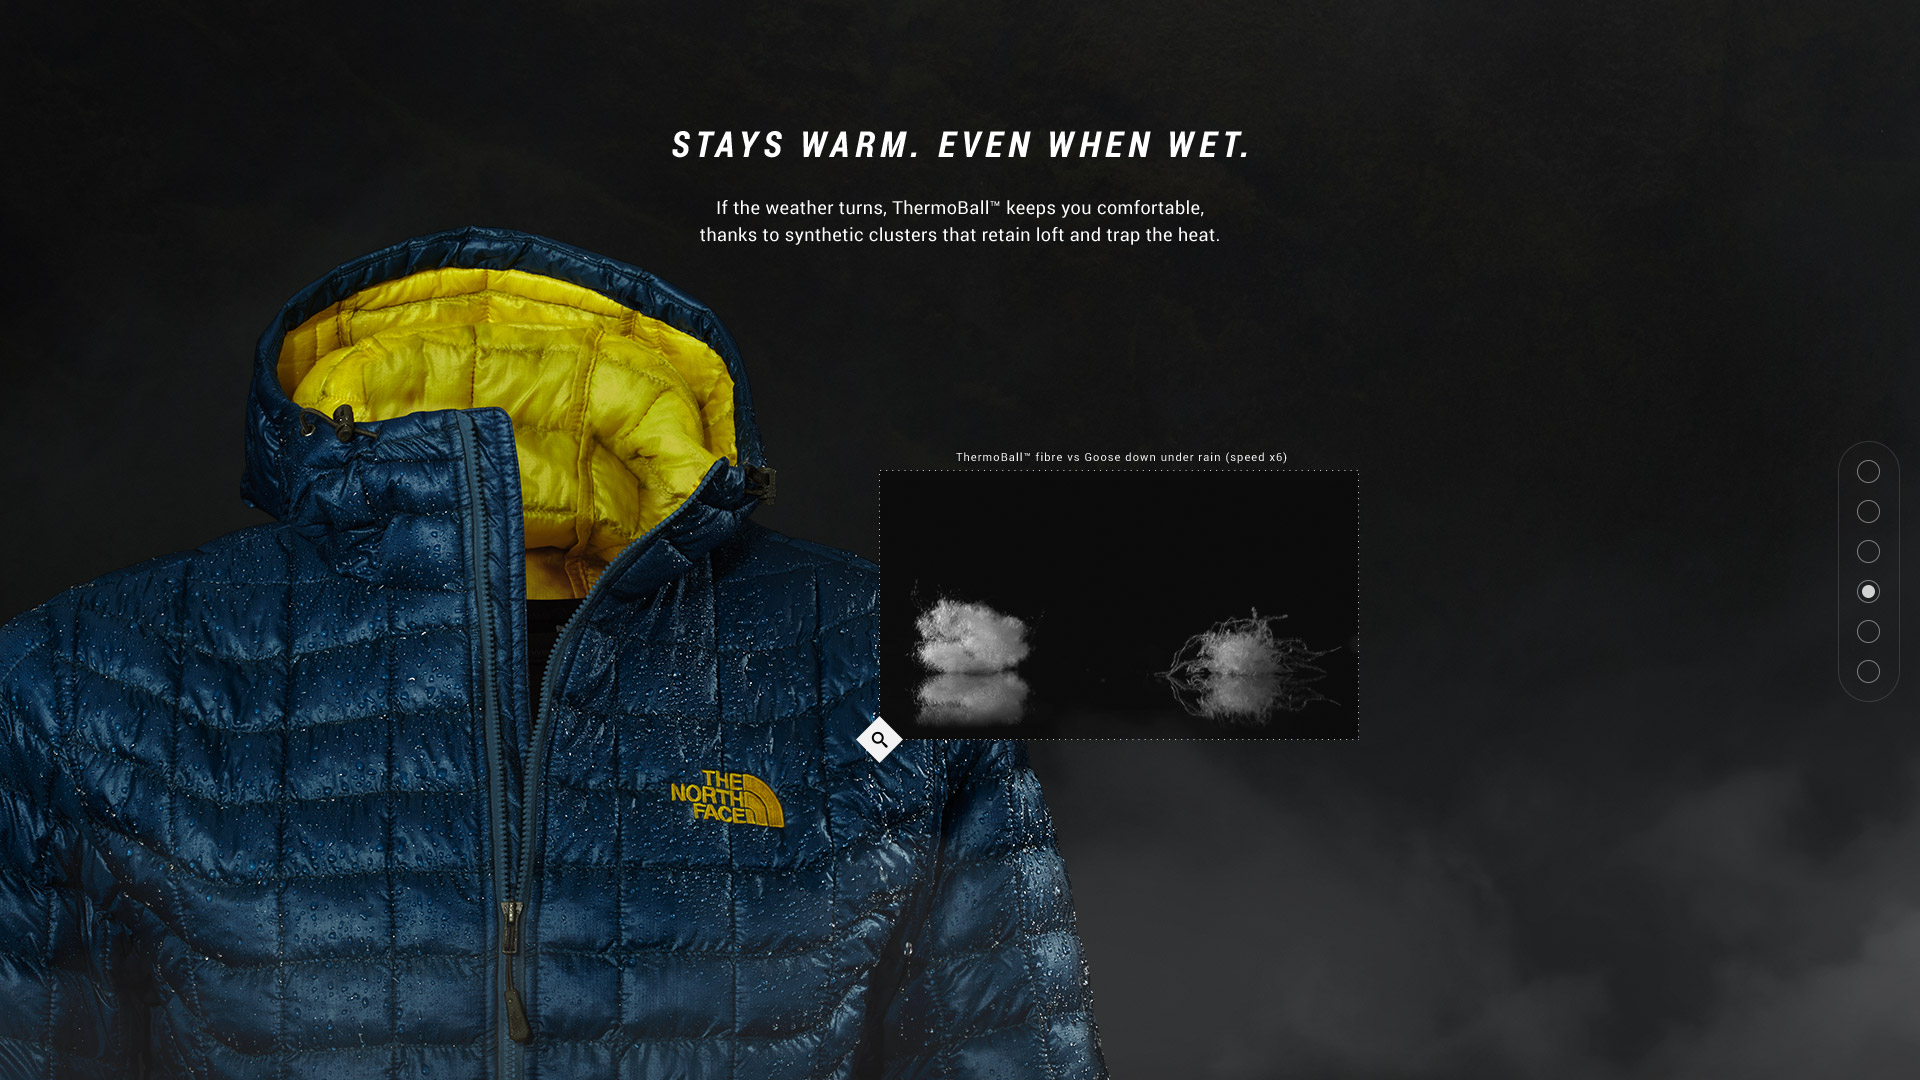 STAYS WARM. EVEN WHEN WET.
If the weather turns, ThermoBall™ keeps you comfortable,
thanks to synthetic clusters that retain loft and trap the heat.
ThermoBall™ fibre vs Goose down under rain (speed x6)
THE
NORTH
FACE